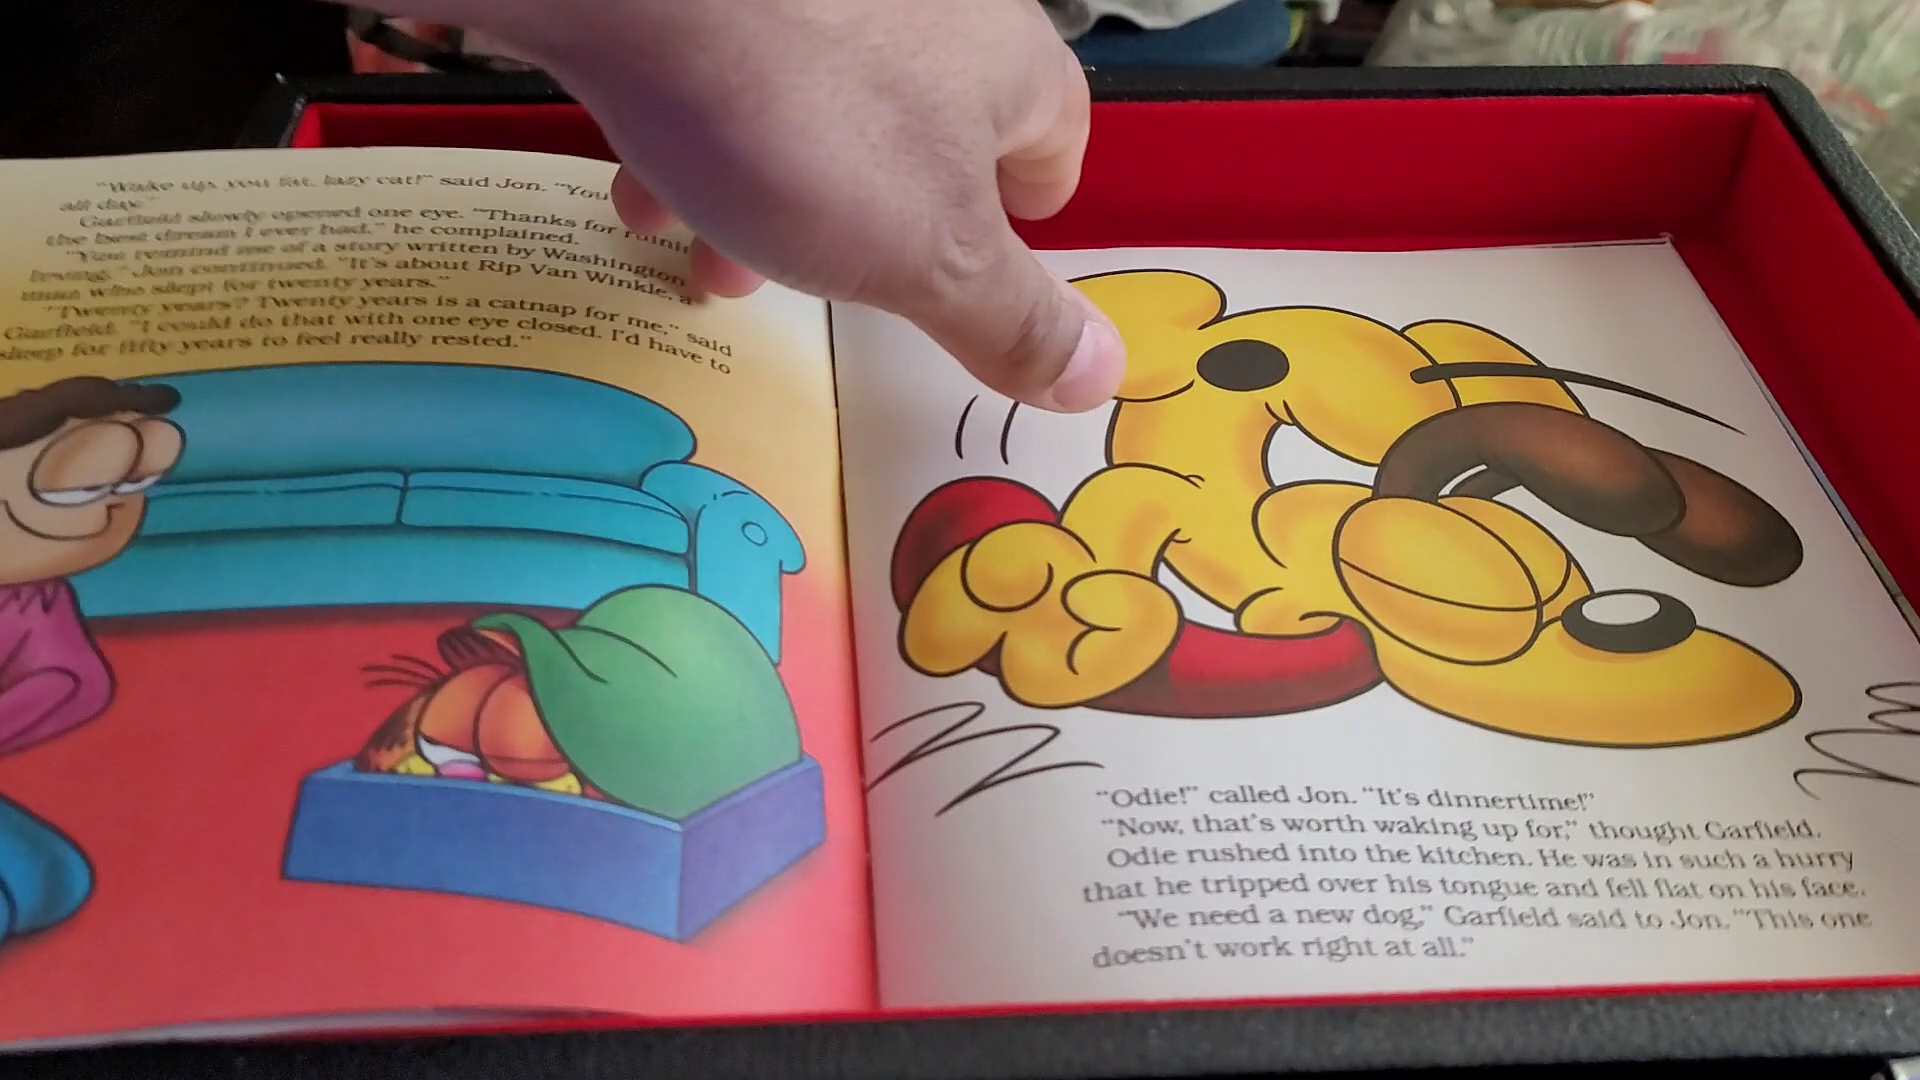 "Wake up, you fat, lazy cat!" said Jon. "You
all day."
Garfield slowly opened one eye. "Thanks for ruinin
the best dream I ever had," he complained.
"You remind me of a story written by Washington
Irving," Jon continued. "It's about Rip Van Winkle, a
man who slept for twenty years."
"Twenty years? Twenty years is a catnap for me," said
Garfield. "I could do that with one eye closed. I'd have to
sleep for fifty years to feel really rested."
"Odie!" called Jon. "It's dinnertime!"
"Now, that's worth waking up for," thought Garfield.
Odie rushed into the kitchen. He was in such a hurry
that he tripped over his tongue and fell flat on his face.
"We need a new dog," Garfield said to Jon. "This one
doesn't work right at all."